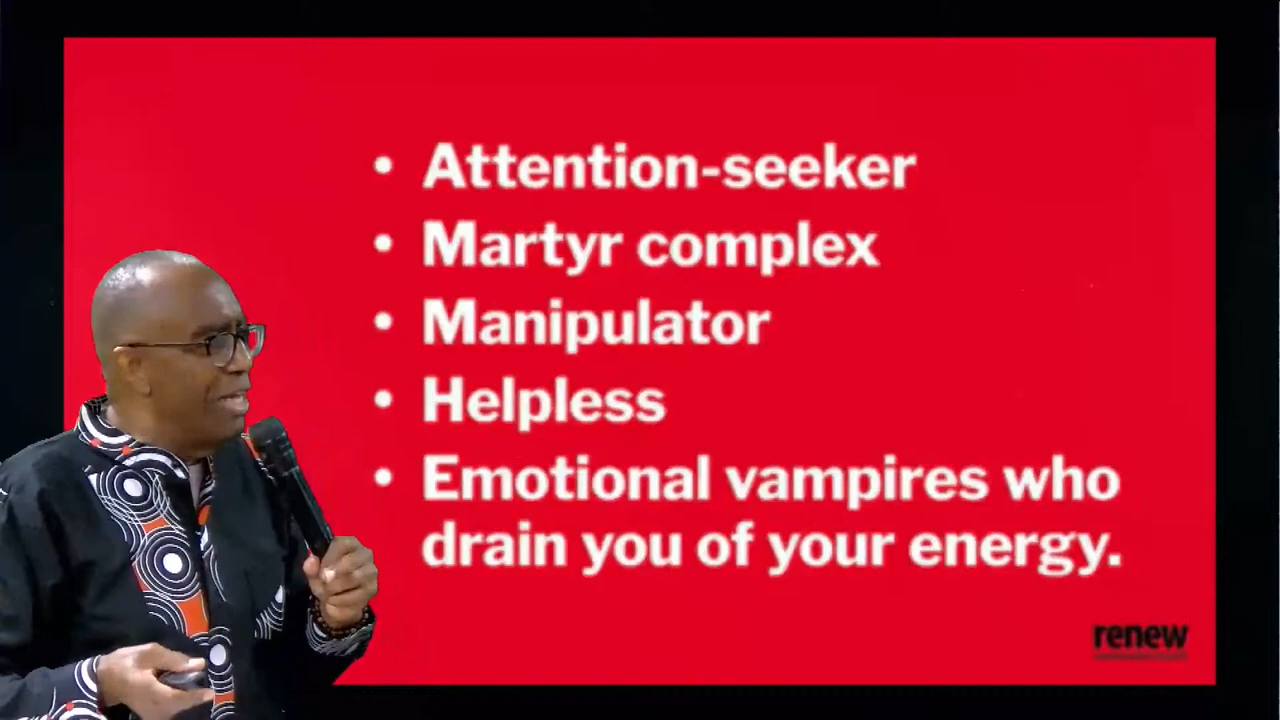 • Attention-seeker
• Martyr complex
• Manipulator
• Helpless
• Emotional vampires who
drain you of your energy.
renew